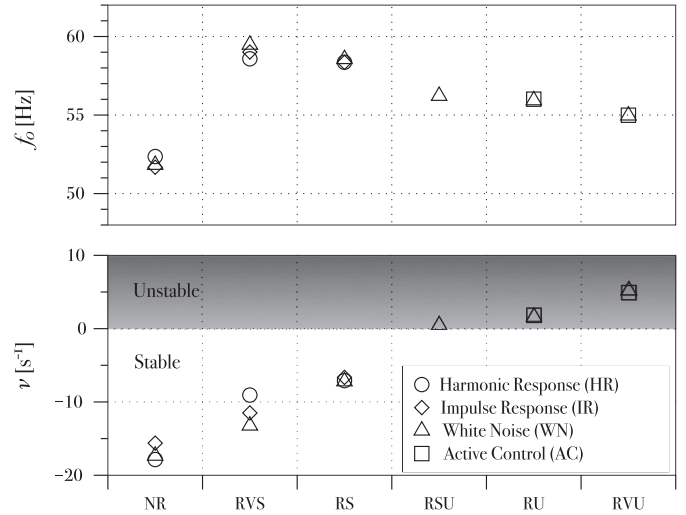 60
55
50
f₀ [Hz]
10
0
−10
−20
ν [s⁻¹]
Unstable
Stable
Harmonic Response (HR)
Impulse Response (IR)
White Noise (WN)
Active Control (AC)
NR RVS RS RSU RU RVU